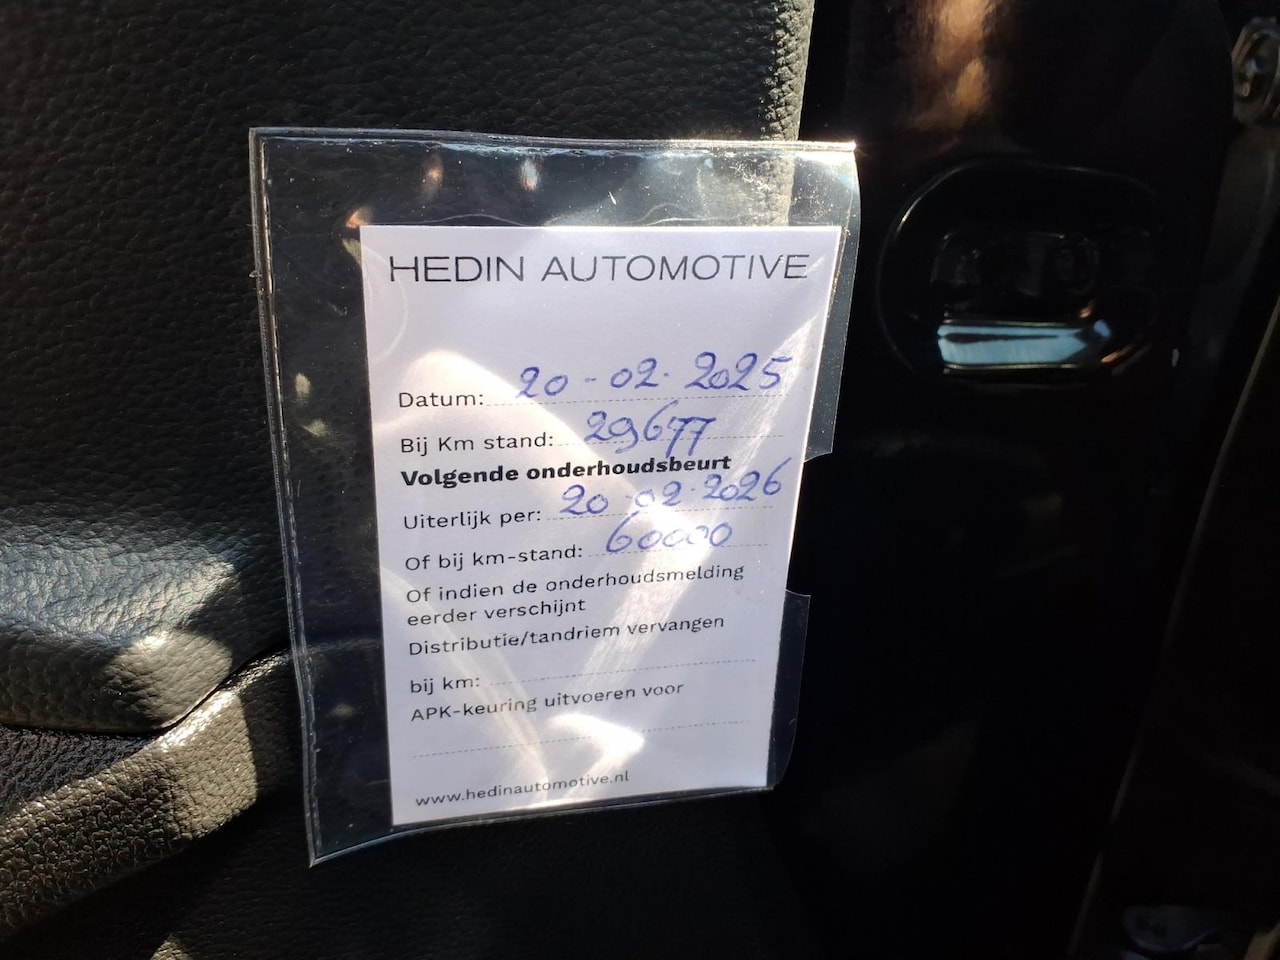 HEDIN AUTOMOTIVE
Datum: 20-02-2025
Bij Km stand: 29677
Volgende onderhoudsbeurt
Uiterlijk per: 20-02-2026
Of bij km-stand: 60000
Of indien de onderhoudsmelding
eerder verschijnt
Distributie/tandriem vervangen
bij km:
APK-keuring uitvoeren voor
www.hedinautomotive.nl